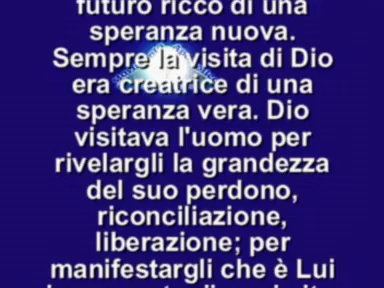 futuro ricco di una
speranza nuova.
Sempre la visita di Dio
era creatrice di una
speranza vera. Dio
visitava l'uomo per
rivelargli la grandezza
del suo perdono,
riconciliazione,
liberazione; per
manifestargli che è Lui